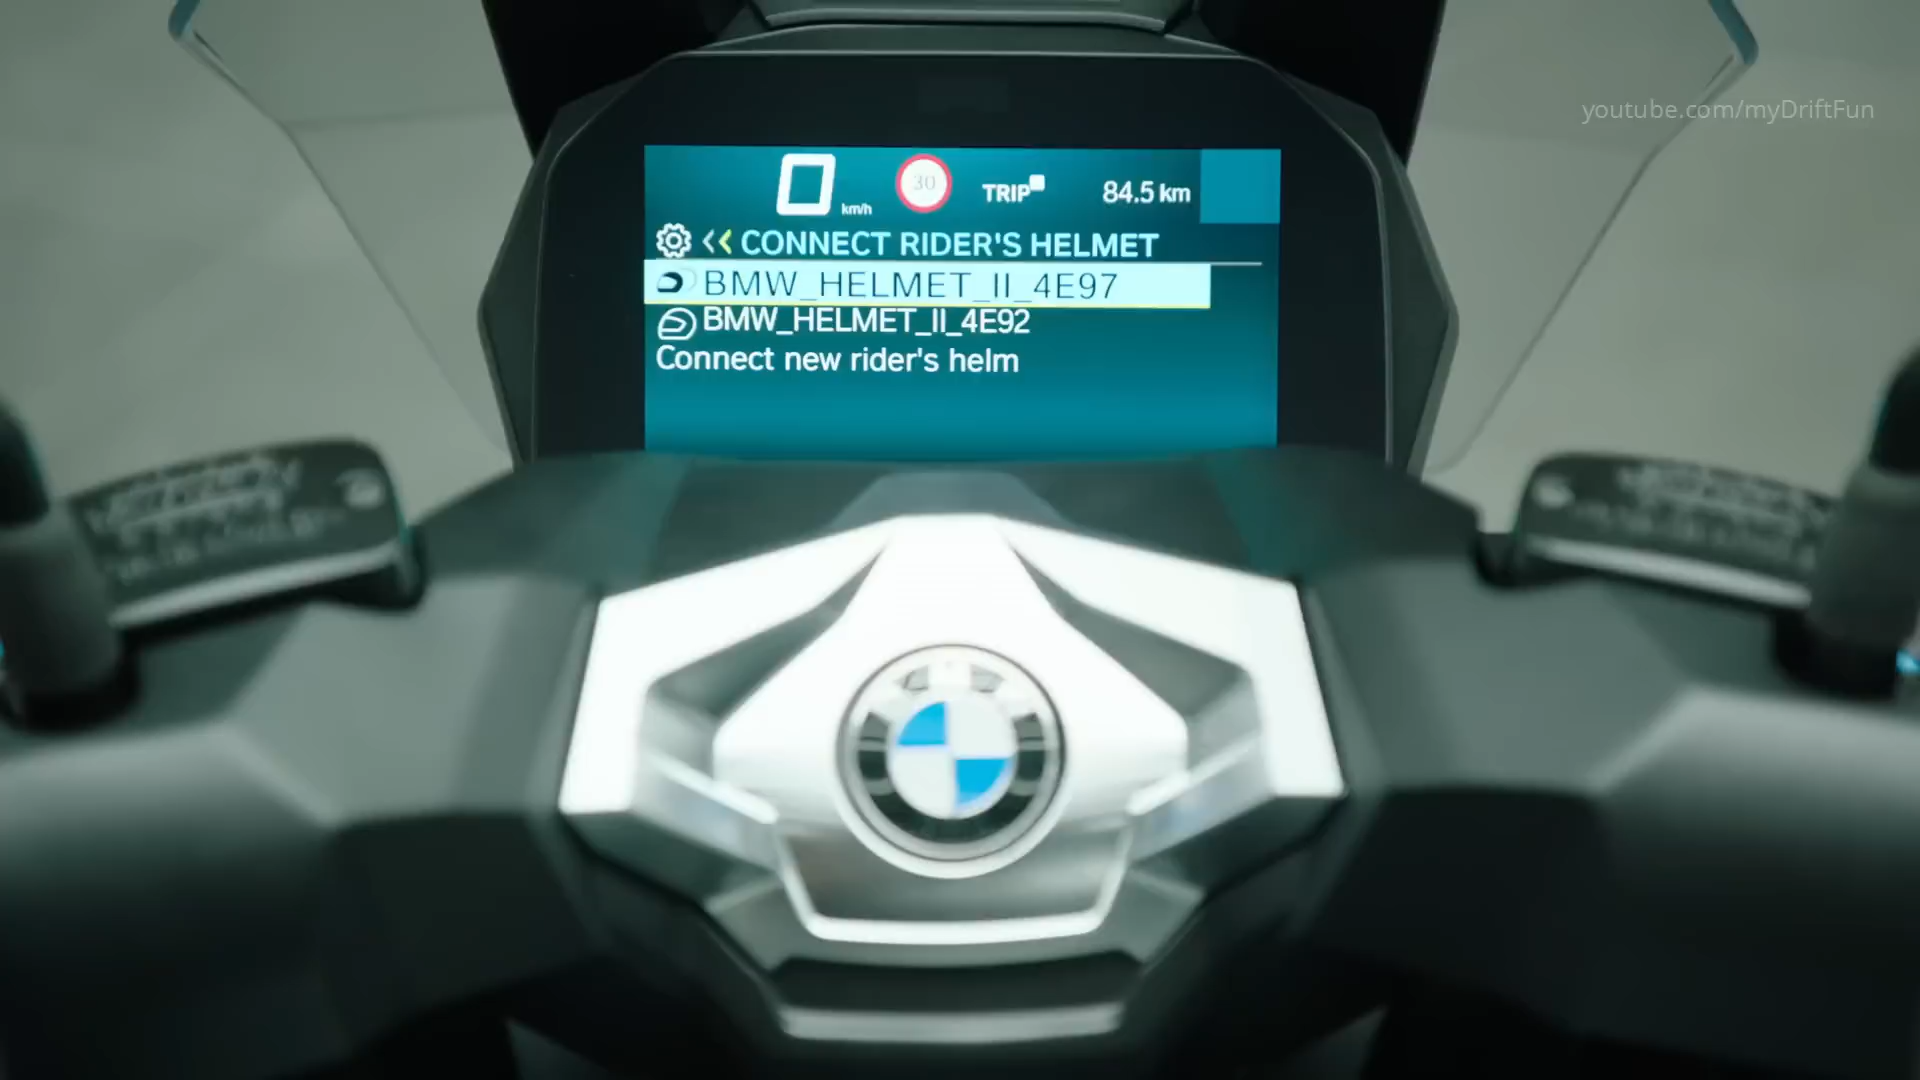 youtube.com/myDriftFun
0 km/h 30 TRIP 84.5 km
<< CONNECT RIDER'S HELMET
BMW_HELMET_II_4E97
BMW_HELMET_II_4E92
Connect new rider's helm